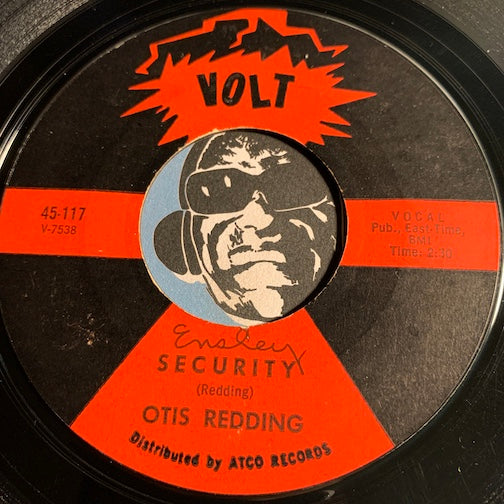 VOLT
45-117
V-7538
VOCAL
Pub., East-Time,
BMI
Time: 2:30
Ensley
SECURITY
(Redding)
OTIS REDDING
Distributed by ATCO RECORDS